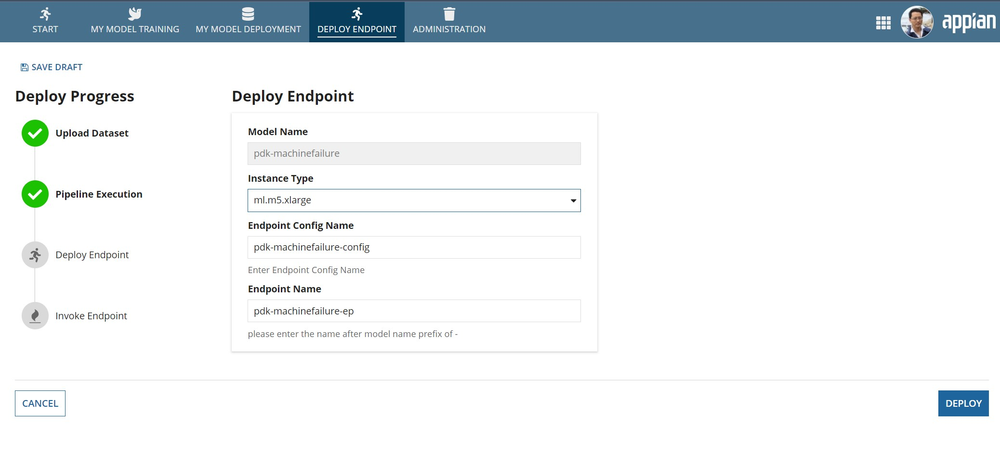 START
MY MODEL TRAINING
MY MODEL DEPLOYMENT
DEPLOY ENDPOINT
ADMINISTRATION
appian
SAVE DRAFT
Deploy Progress
Upload Dataset
Pipeline Execution
Deploy Endpoint
Invoke Endpoint
Deploy Endpoint
Model Name
pdk-machinefailure
Instance Type
ml.m5.xlarge
Endpoint Config Name
pdk-machinefailure-config
Enter Endpoint Config Name
Endpoint Name
pdk-machinefailure-ep
please enter the name after model name prefix of -
CANCEL
DEPLOY